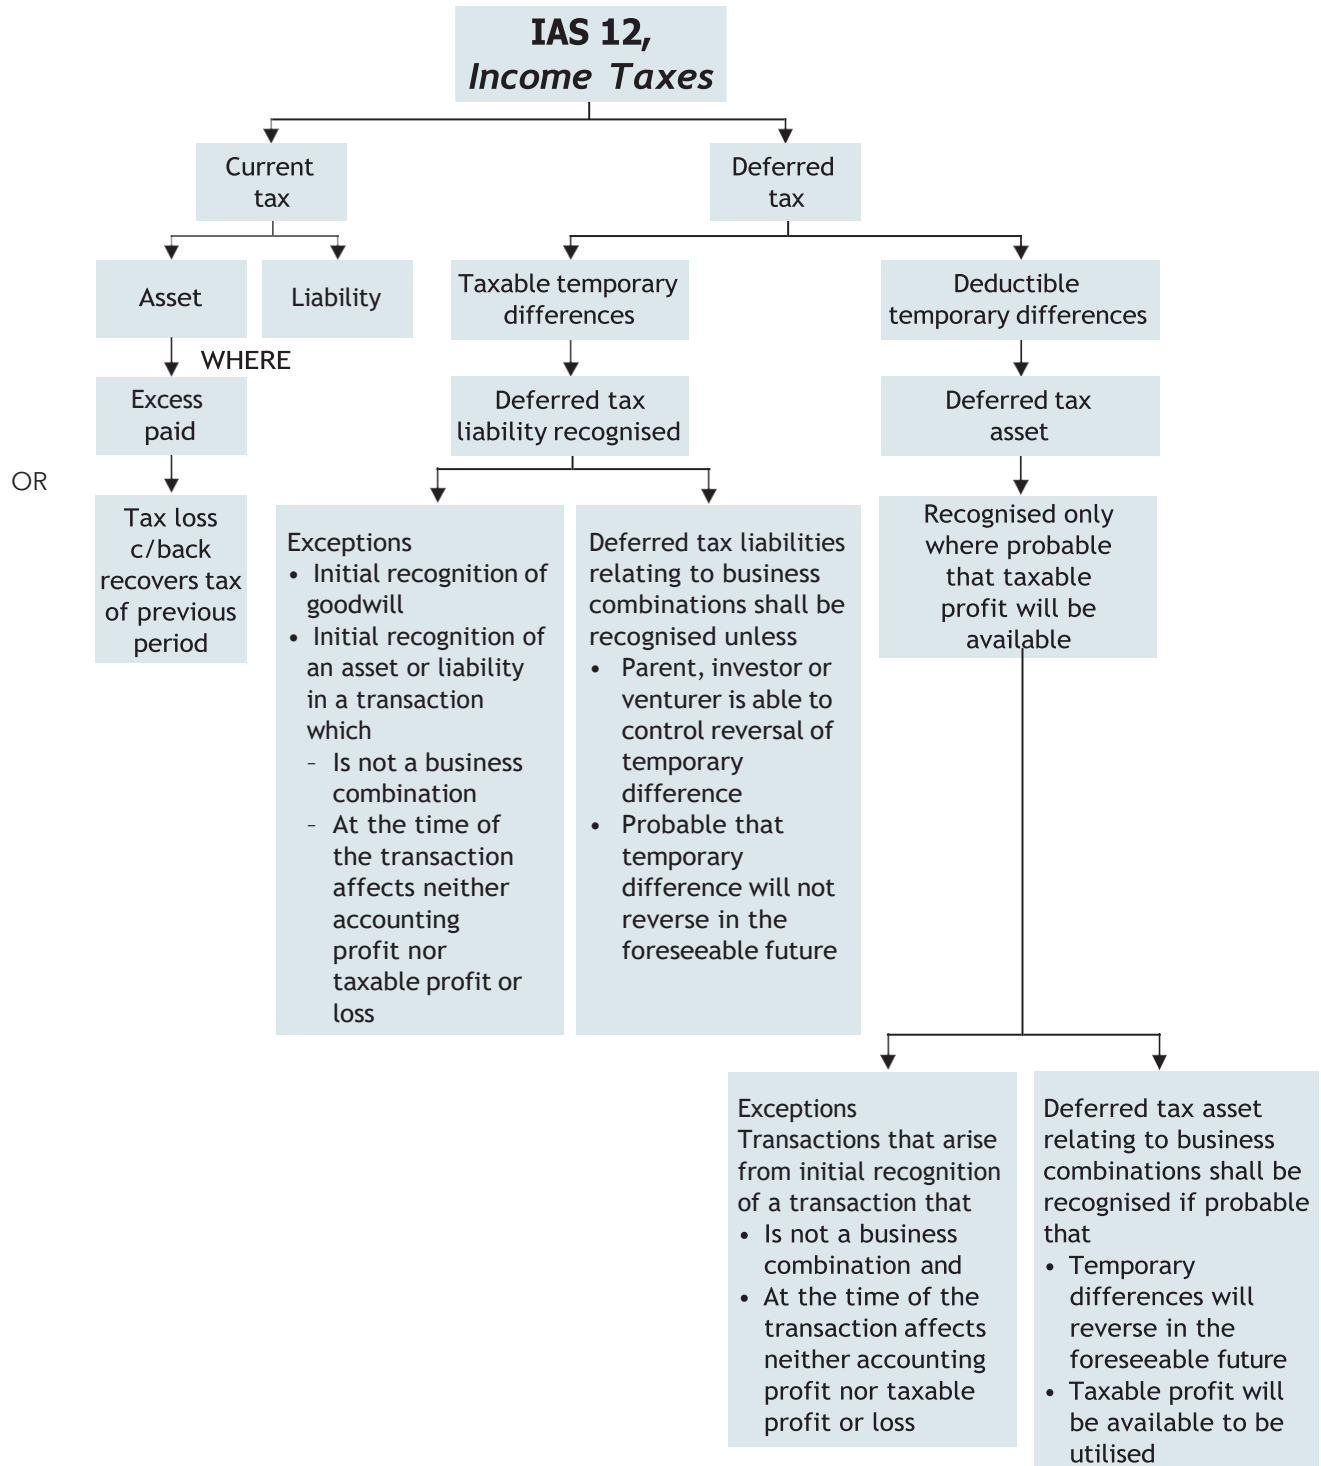 IAS 12,
Income Taxes
Current
tax
Deferred
tax
Asset
Liability
Taxable temporary
differences
Deductible
temporary differences
WHERE
Excess
paid
Deferred tax
liability recognised
Deferred tax
asset
OR
Tax loss
c/back
recovers tax
of previous
period
Exceptions
• Initial recognition of
goodwill
• Initial recognition of
an asset or liability
in a transaction
which
– Is not a business
combination
– At the time of
the transaction
affects neither
accounting
profit nor
taxable profit or
loss
Deferred tax liabilities
relating to business
combinations shall be
recognised unless
• Parent, investor or
venturer is able to
control reversal of
temporary
difference
• Probable that
temporary
difference will not
reverse in the
foreseeable future
Recognised only
where probable
that taxable
profit will be
available
Exceptions
Transactions that arise
from initial recognition
of a transaction that
• Is not a business
combination and
• At the time of the
transaction affects
neither accounting
profit nor taxable
profit or loss
Deferred tax asset
relating to business
combinations shall be
recognised if probable
that
• Temporary
differences will
reverse in the
foreseeable future
• Taxable profit will
be available to be
utilised